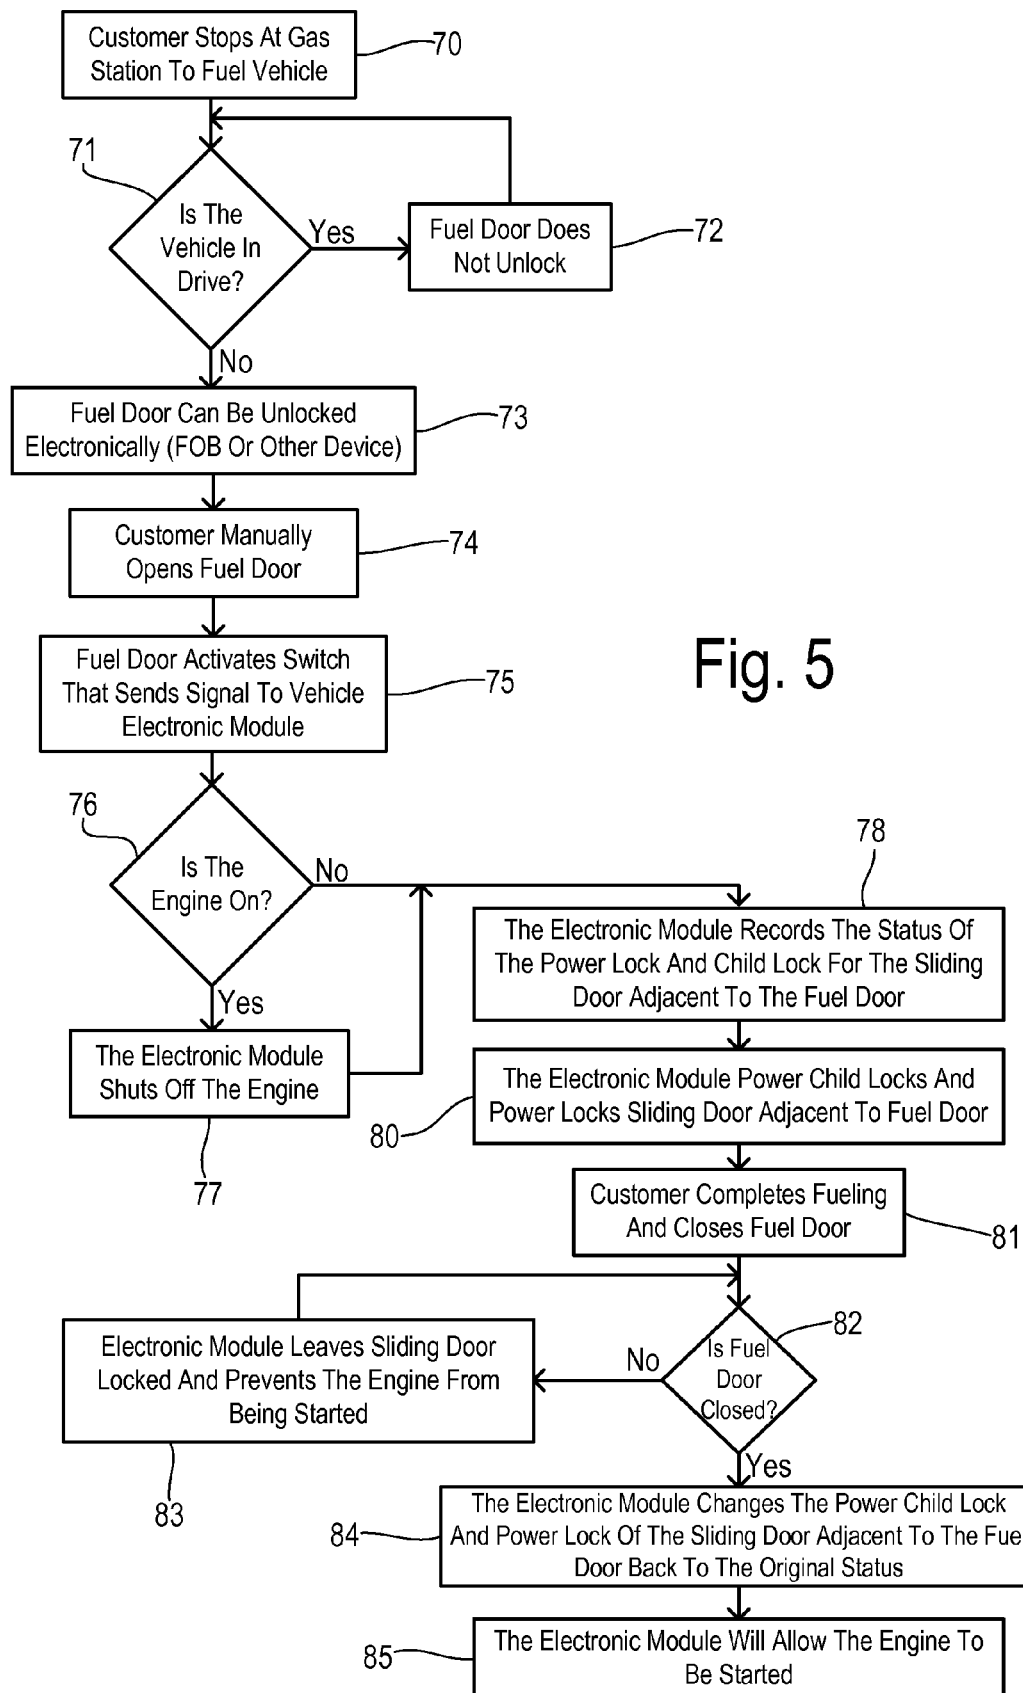 Customer Stops At Gas
Station To Fuel Vehicle
70
71
Is The
Vehicle In
Drive?
Yes
Fuel Door Does
Not Unlock
72
No
Fuel Door Can Be Unlocked
Electronically (FOB Or Other Device)
73
Customer Manually
Opens Fuel Door
74
Fuel Door Activates Switch
That Sends Signal To Vehicle
Electronic Module
75
Fig. 5
76
Is The
Engine On?
No
Yes
The Electronic Module
Shuts Off The Engine
77
78
The Electronic Module Records The Status Of
The Power Lock And Child Lock For The Sliding
Door Adjacent To The Fuel Door
The Electronic Module Power Child Locks And
Power Locks Sliding Door Adjacent To Fuel Door
80
Customer Completes Fueling
And Closes Fuel Door
81
82
Is Fuel
Door
Closed?
No
Electronic Module Leaves Sliding Door
Locked And Prevents The Engine From
Being Started
83
Yes
The Electronic Module Changes The Power Child Lock
And Power Lock Of The Sliding Door Adjacent To The Fuel
Door Back To The Original Status
84
The Electronic Module Will Allow The Engine To
Be Started
85